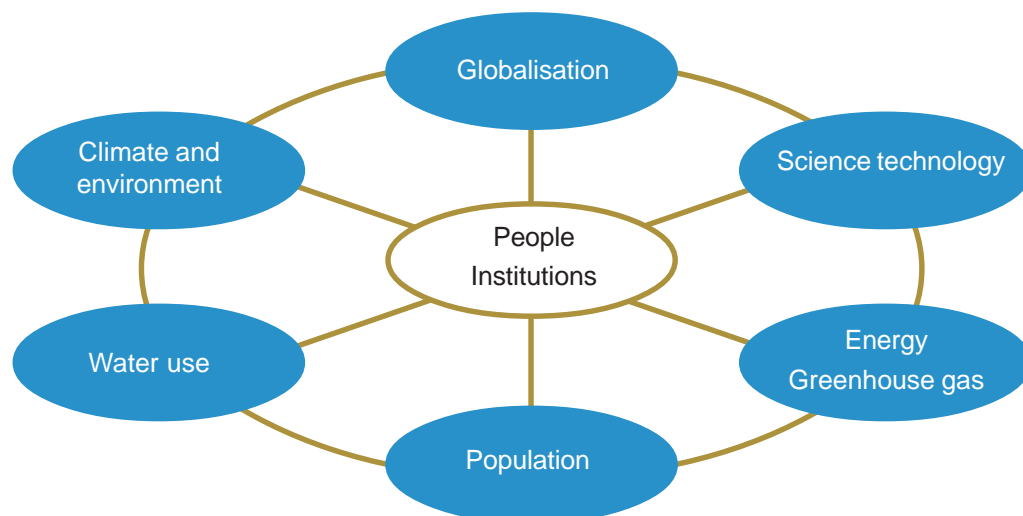 Globalisation
Climate and
environment
Science technology
People
Institutions
Water use
Energy
Greenhouse gas
Population